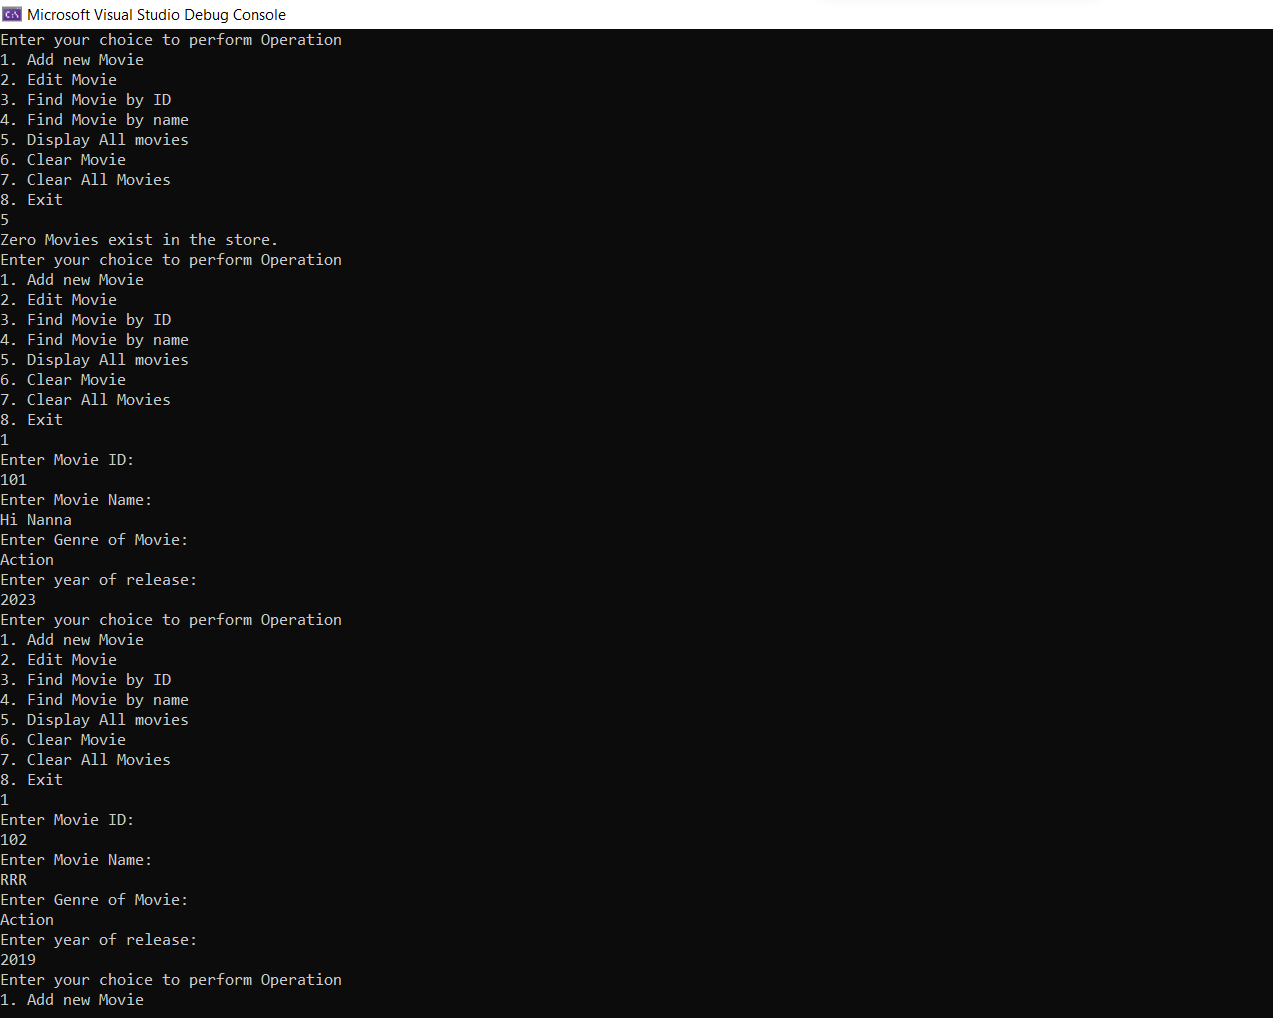 Microsoft Visual Studio Debug Console
Enter your choice to perform Operation
1. Add new Movie
2. Edit Movie
3. Find Movie by ID
4. Find Movie by name
5. Display All movies
6. Clear Movie
7. Clear All Movies
8. Exit
5
Zero Movies exist in the store.
Enter your choice to perform Operation
1. Add new Movie
2. Edit Movie
3. Find Movie by ID
4. Find Movie by name
5. Display All movies
6. Clear Movie
7. Clear All Movies
8. Exit
1
Enter Movie ID:
101
Enter Movie Name:
Hi Nanna
Enter Genre of Movie:
Action
Enter year of release:
2023
Enter your choice to perform Operation
1. Add new Movie
2. Edit Movie
3. Find Movie by ID
4. Find Movie by name
5. Display All movies
6. Clear Movie
7. Clear All Movies
8. Exit
1
Enter Movie ID:
102
Enter Movie Name:
RRR
Enter Genre of Movie:
Action
Enter year of release:
2019
Enter your choice to perform Operation
1. Add new Movie